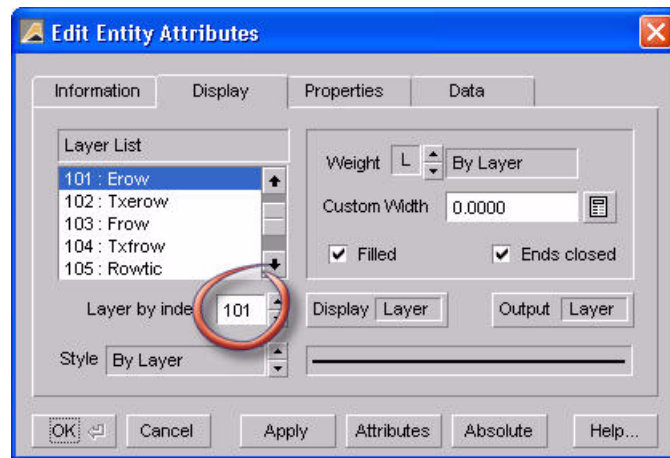 Edit Entity Attributes
Information Display Properties Data
Layer List
101 : Erow
102 : Txerow
103 : Frow
104 : Txfrow
105 : Rowtic
Weight L By Layer
Custom Width 0.0000
Filled Ends closed
Layer by inde 101 Display Layer Output Layer
Style By Layer
OK Cancel Apply Attributes Absolute Help...